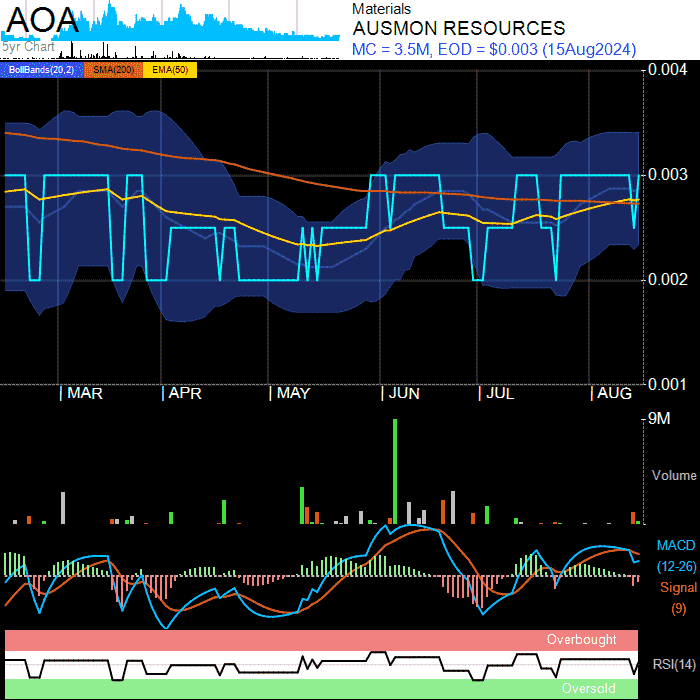 AOA
5yr Chart
Materials
AUSMON RESOURCES
MC = 3.5M, EOD = $0.003 (15Aug2024)
BollBands(20,2) SMA(200) EMA(50)
0.004
0.003
0.002
0.001
MAR APR MAY JUN JUL AUG
9M
Volume
MACD
(12-26)
Signal
(9)
Overbought
RSI(14)
Oversold